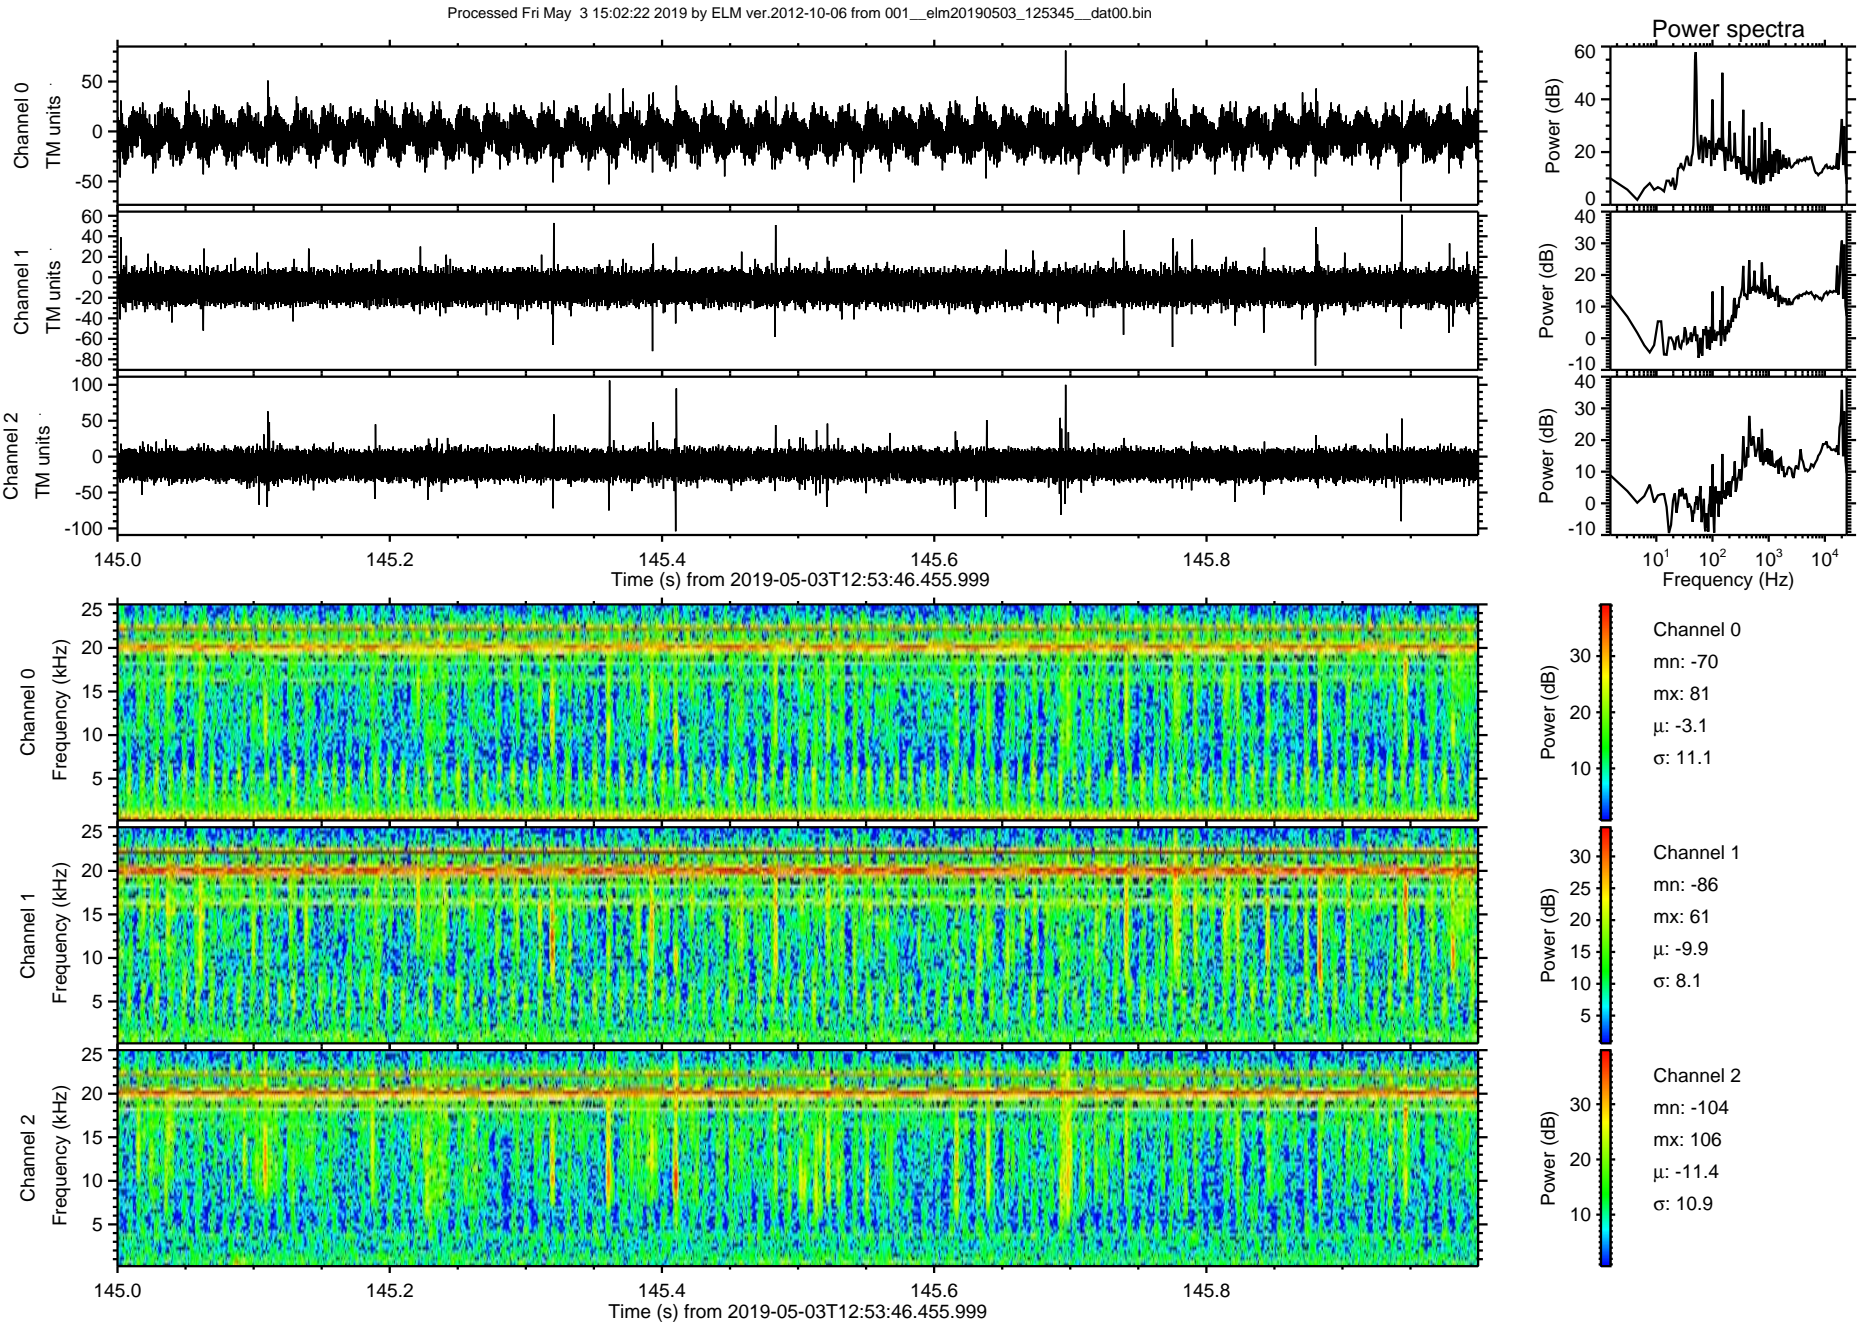 Processed Fri May  3 15:02:22 2019 by ELM ver.2012-10-06 from 001__elm20190503_125345__dat00.bin
Power spectra
Channel 0
TM units
50
0
-50
Power (dB)
60
40
20
0
Channel 1
TM units
60
40
20
0
-20
-40
-60
-80
Power (dB)
40
30
20
10
0
-10
Channel 2
TM units
100
50
0
-50
-100
Power (dB)
40
30
20
10
0
-10
145.0 145.2 145.4 145.6 145.8
Time (s) from 2019-05-03T12:53:46.455.999
10^1 10^2 10^3 10^4
Frequency (Hz)
Channel 0
Frequency (kHz)
25
20
15
10
5
Power (dB)
30
20
10
Channel 0
mn: -70
mx: 81
μ: -3.1
σ: 11.1
Channel 1
Frequency (kHz)
25
20
15
10
5
Power (dB)
30
25
20
15
10
5
Channel 1
mn: -86
mx: 61
μ: -9.9
σ: 8.1
Channel 2
Frequency (kHz)
25
20
15
10
5
Power (dB)
30
20
10
Channel 2
mn: -104
mx: 106
μ: -11.4
σ: 10.9
145.0 145.2 145.4 145.6 145.8
Time (s) from 2019-05-03T12:53:46.455.999